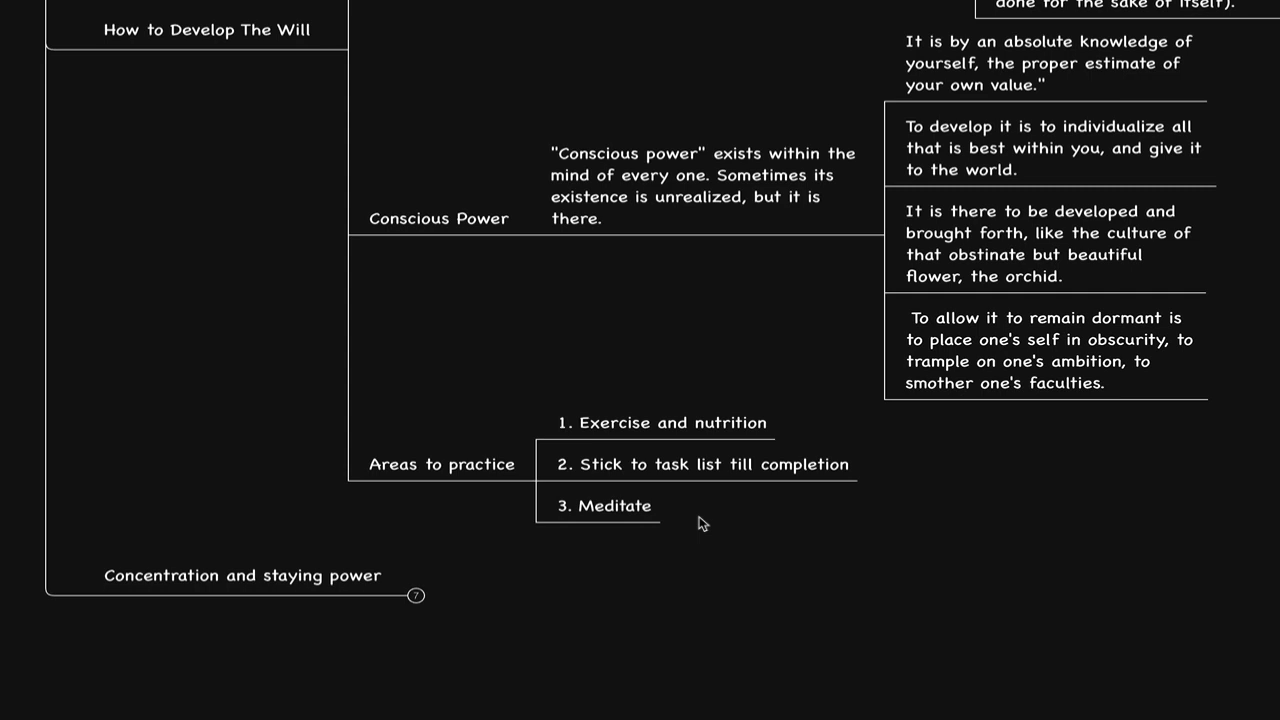 done for the sake of itself).
How to Develop The Will
It is by an absolute knowledge of
yourself, the proper estimate of
your own value."
To develop it is to individualize all
that is best within you, and give it
to the world.
"Conscious power" exists within the
mind of every one. Sometimes its
existence is unrealized, but it is
there.
Conscious Power
It is there to be developed and
brought forth, like the culture of
that obstinate but beautiful
flower, the orchid.
To allow it to remain dormant is
to place one's self in obscurity, to
trample on one's ambition, to
smother one's faculties.
Areas to practice
1. Exercise and nutrition
2. Stick to task list till completion
3. Meditate
Concentration and staying power
7